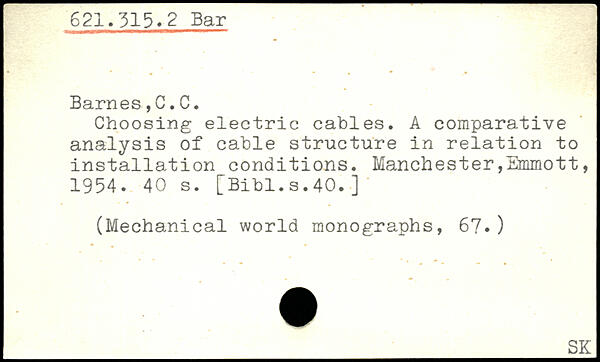 621.315.2 Bar
Barnes,C.C.
Choosing electric cables. A comparative
analysis of cable structure in relation to
installation conditions. Manchester,Emmott,
1954. 40 s. [Bibl.s.40.]
(Mechanical world monographs, 67.)
SK